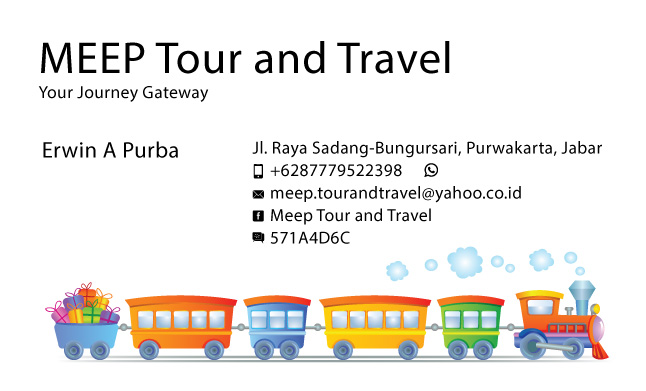 MEEP Tour and Travel
Your Journey Gateway
Erwin A Purba
Jl. Raya Sadang-Bungursari, Purwakarta, Jabar
+6287779522398
meep.tourandtravel@yahoo.co.id
Meep Tour and Travel
571A4D6C